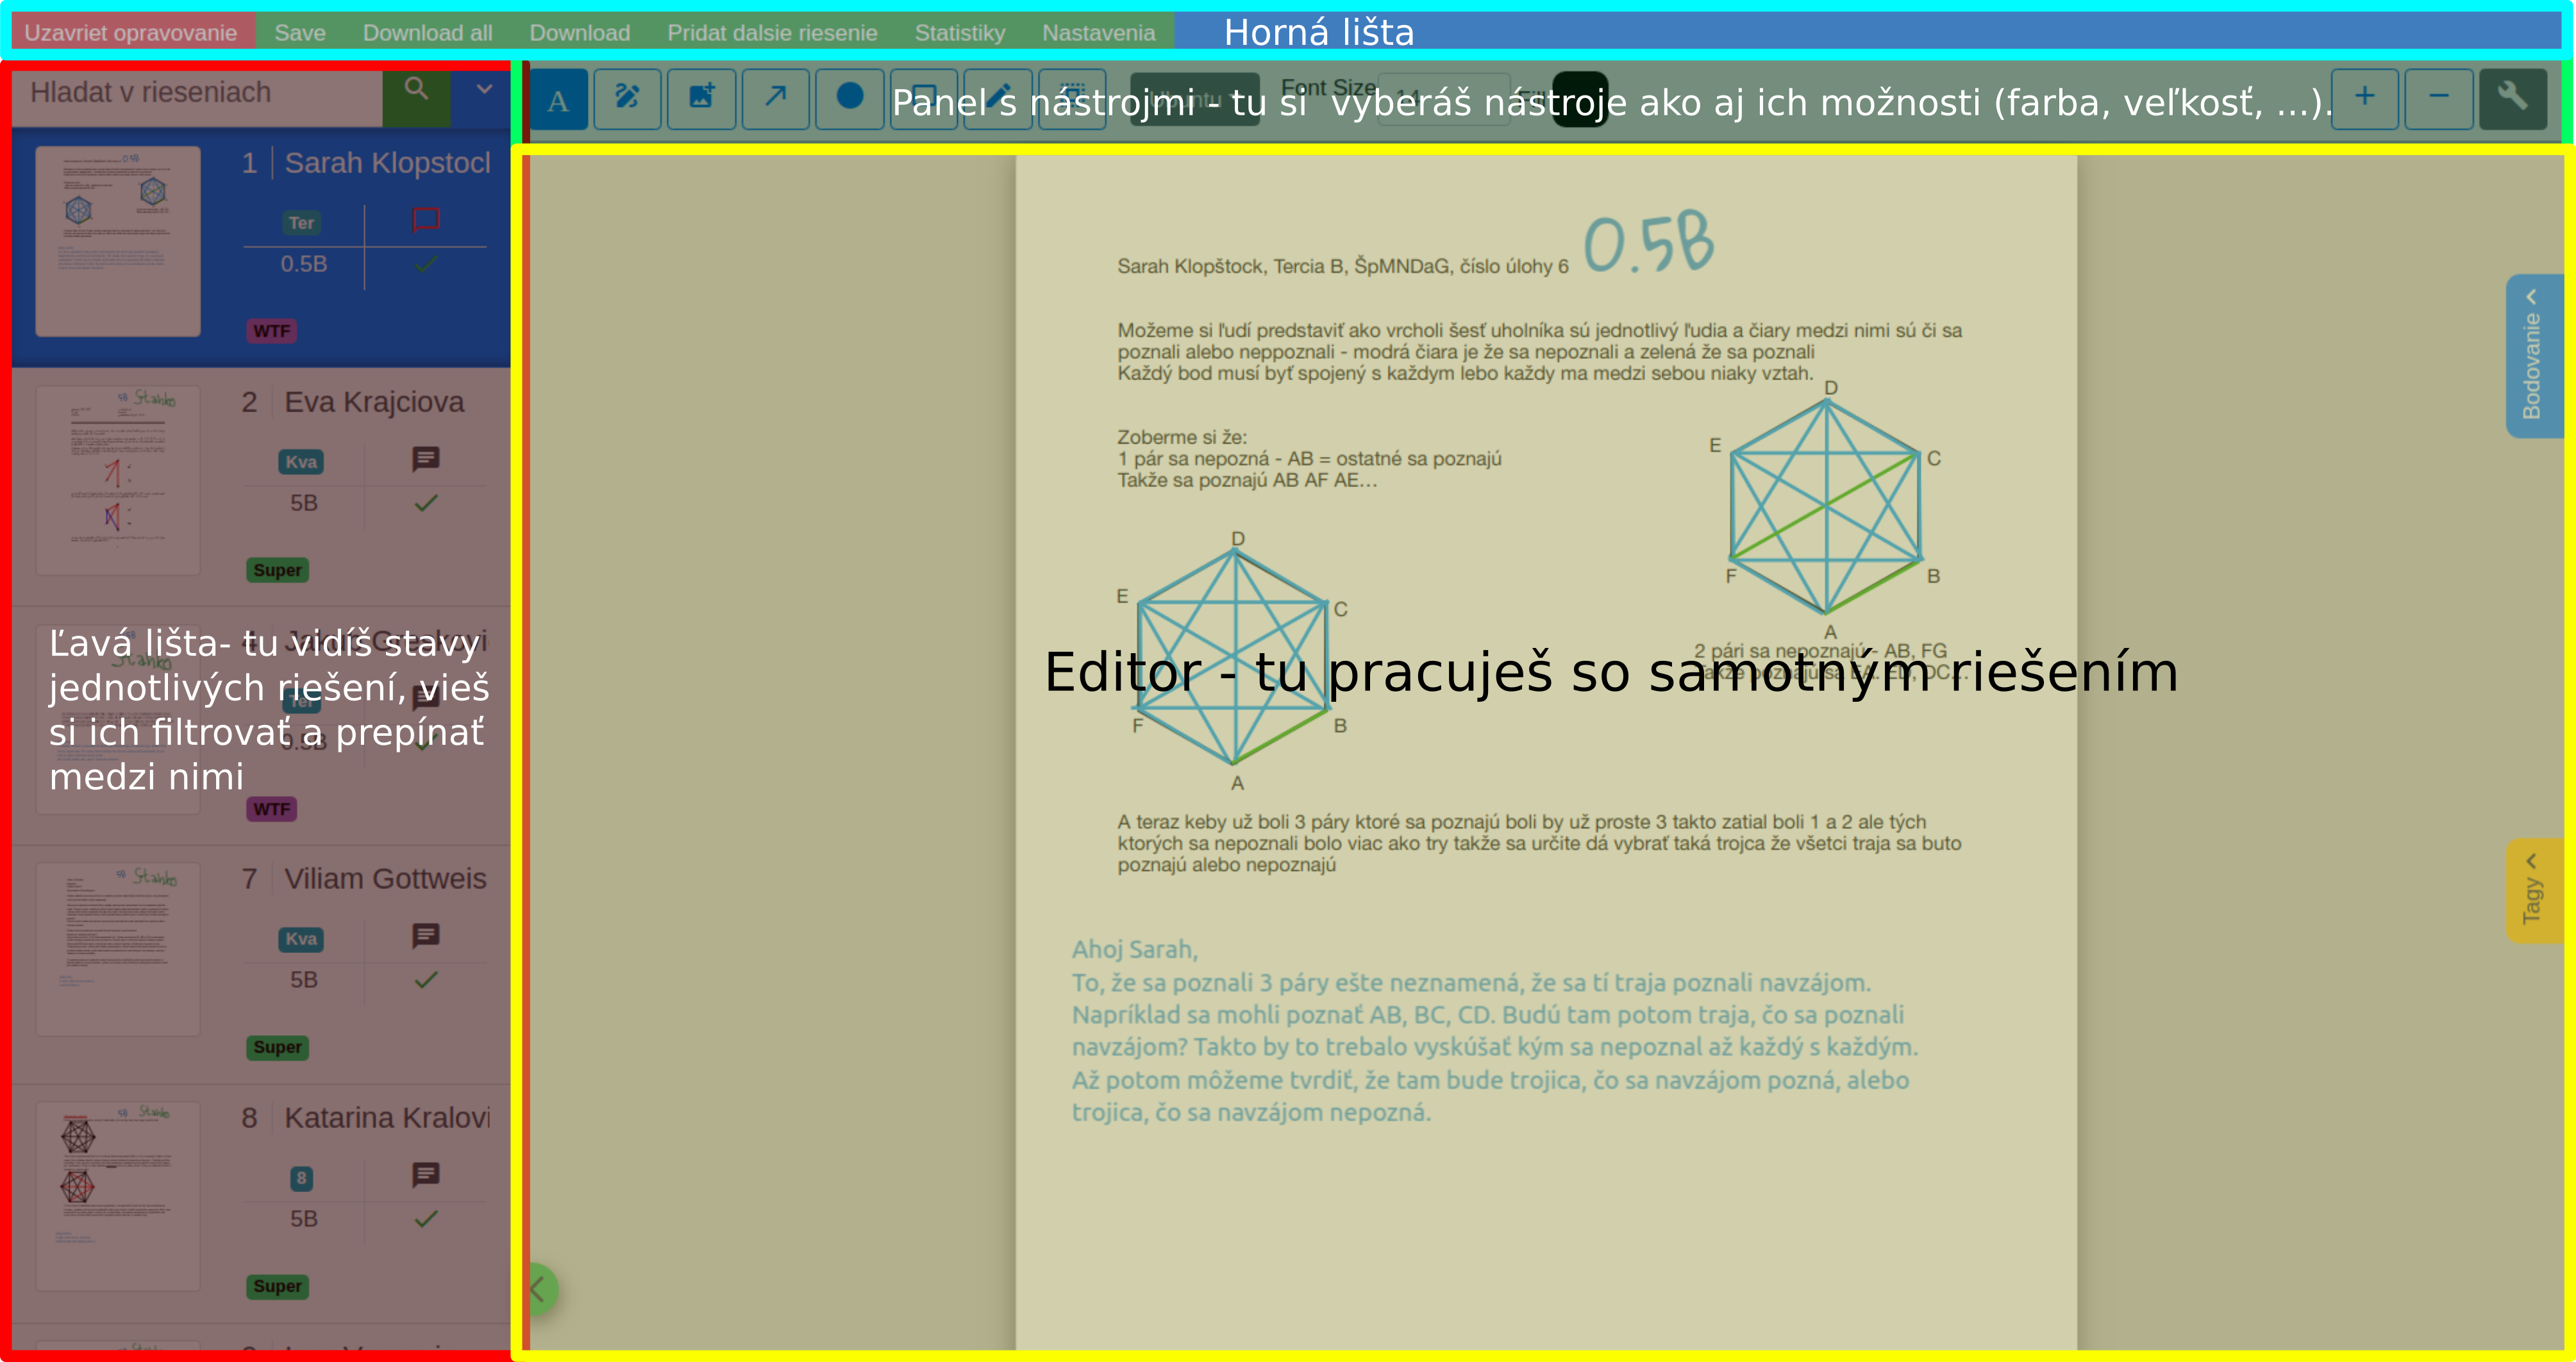 Uzavriet opravovanie Save Download all Download Pridat dalsie riesenie Statistiky Nastavenia Horná lišta
Hladat v rieseniach
A Font Size
Panel s nástrojmi - tu si vyberáš nástroje ako aj ich možnosti (farba, veľkosť, ...).
+ −
1 Sarah Klopstocl
Ter
0.5B
WTF
2 Eva Krajciova
Kva
5B
Super
4
Ter
0.5B
WTF
Ľavá lišta- tu vidíš stavy
jednotlivých riešení, vieš
si ich filtrovať a prepínať
medzi nimi
7 Viliam Gottweis
Kva
5B
Super
8 Katarina Kralovi
8
5B
Super
0.5B
Sarah Klopštock, Tercia B, ŠpMNDaG, číslo úlohy 6
Možeme si ľudí predstaviť ako vrcholi šesť uholníka sú jednotlivý ľudia a čiary medzi nimi sú či sa
poznali alebo neppoznali - modrá čiara je že sa nepoznali a zelená že sa poznali
Každý bod musí byť spojený s každym lebo každy ma medzi sebou niaky vztah.
Zoberme si že:
1 pár sa nepozná - AB = ostatné sa poznajú
Takže sa poznajú AB AF AE...
D
E
C
F
B
A
2 pári sa nepoznajú - AB, FG
Takže poznajú sa EA. ED, DC...
D
E
C
F
B
A
Editor - tu pracuješ so samotným riešením
A teraz keby už boli 3 páry ktoré sa poznajú boli by už proste 3 takto zatial boli 1 a 2 ale tých
ktorých sa nepoznali bolo viac ako try takže sa určite dá vybrať taká trojca že všetci traja sa buto
poznajú alebo nepoznajú
Ahoj Sarah,
To, že sa poznali 3 páry ešte neznamená, že sa tí traja poznali navzájom.
Napríklad sa mohli poznať AB, BC, CD. Budú tam potom traja, čo sa poznali
navzájom? Takto by to trebalo vyskúšať kým sa nepoznal až každý s každým.
Až potom môžeme tvrdiť, že tam bude trojica, čo sa navzájom pozná, alebo
trojica, čo sa navzájom nepozná.
Bodovanie
Tagy